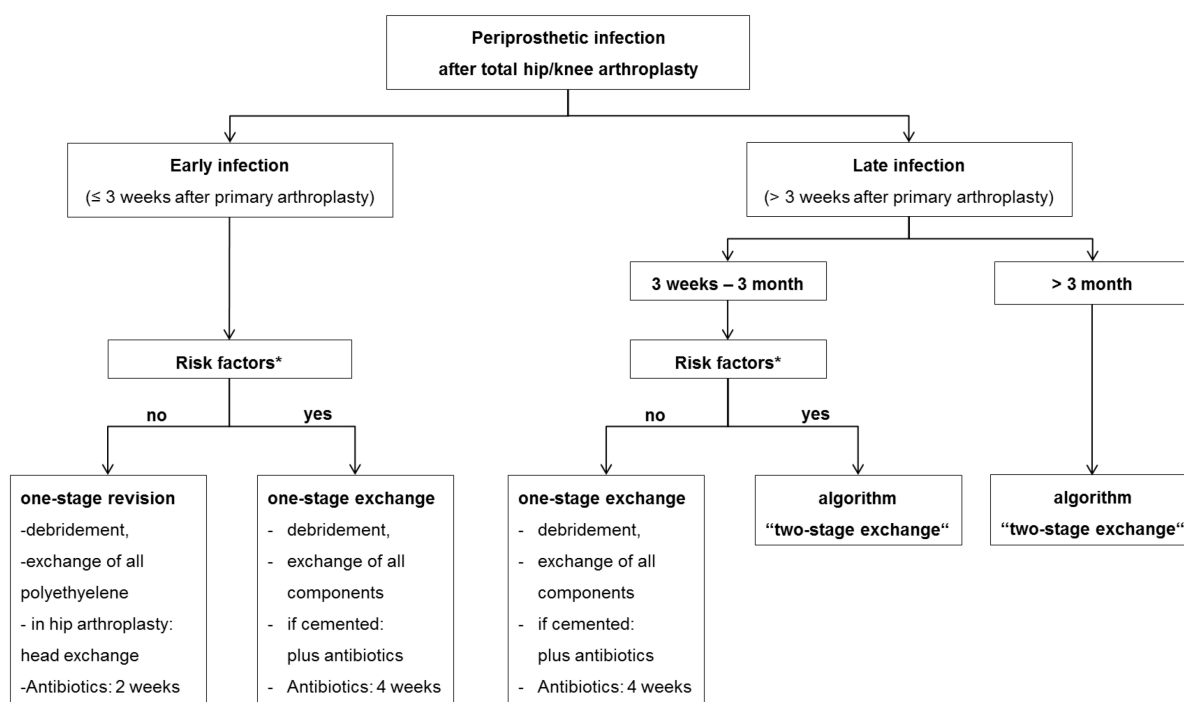 Periprosthetic infection
after total hip/knee arthroplasty
Early infection
(≤ 3 weeks after primary arthroplasty)
Late infection
(> 3 weeks after primary arthroplasty)
3 weeks – 3 month
> 3 month
Risk factors*
Risk factors*
no
yes
no
yes
one-stage revision
-debridement,
-exchange of all
polyethyelene
- in hip arthroplasty:
head exchange
-Antibiotics: 2 weeks
one-stage exchange
- debridement,
- exchange of all
components
- if cemented:
plus antibiotics
- Antibiotics: 4 weeks
one-stage exchange
- debridement,
- exchange of all
components
- if cemented:
plus antibiotics
- Antibiotics: 4 weeks
algorithm
“two-stage exchange“
algorithm
“two-stage exchange“